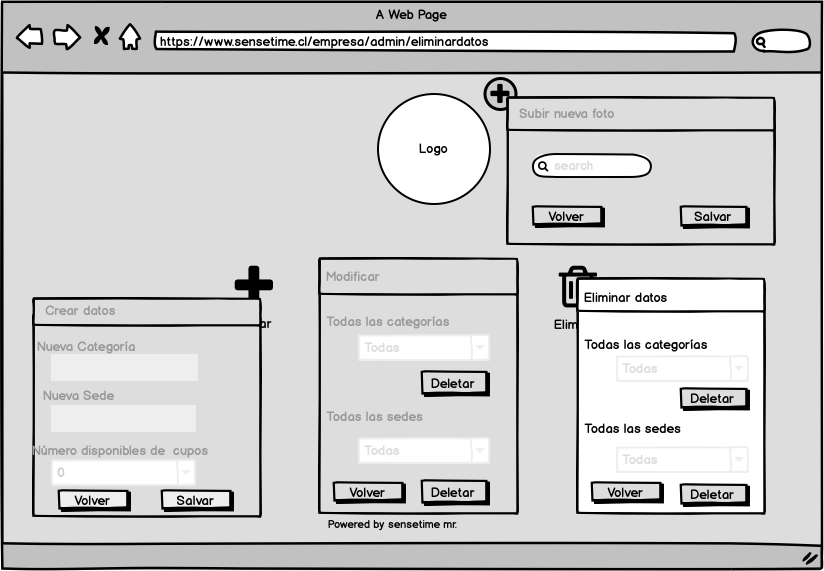 A Web Page
https://www.sensetime.cl/empresa/admin/eliminardatos
Logo
Subir nueva foto
search
Volver
Salvar
ar
Crear datos
Nueva Categoría
Nueva Sede
Número disponibles de cupos
0
Volver
Salvar
Modificar
Todas las categorías
Todas
Deletar
Todas las sedes
Todas
Volver
Deletar
Elim
Eliminar datos
Todas las categorías
Todas
Deletar
Todas las sedes
Todas
Volver
Deletar
Powered by sensetime mr.